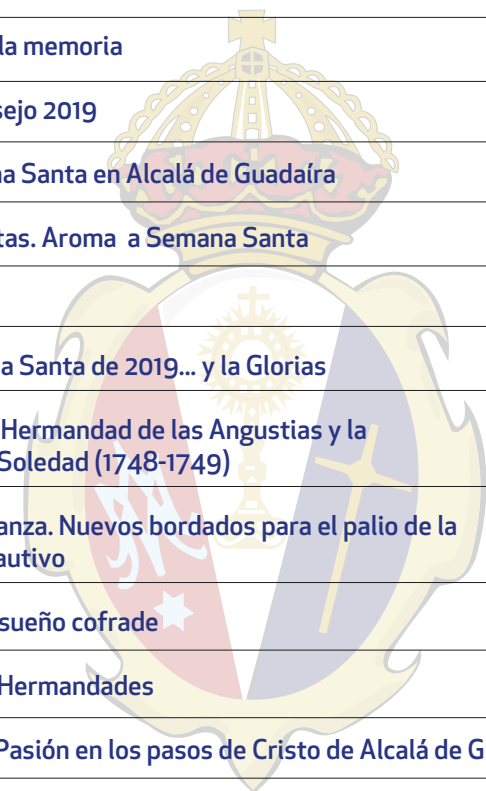 la memoria
sejo 2019
na Santa en Alcalá de Guadaíra
tas. Aroma a Semana Santa
a Santa de 2019... y la Glorias
Hermandad de las Angustias y la
Soledad (1748-1749)
anza. Nuevos bordados para el palio de la
autivo
sueño cofrade
Hermandades
Pasión en los pasos de Cristo de Alcalá de G